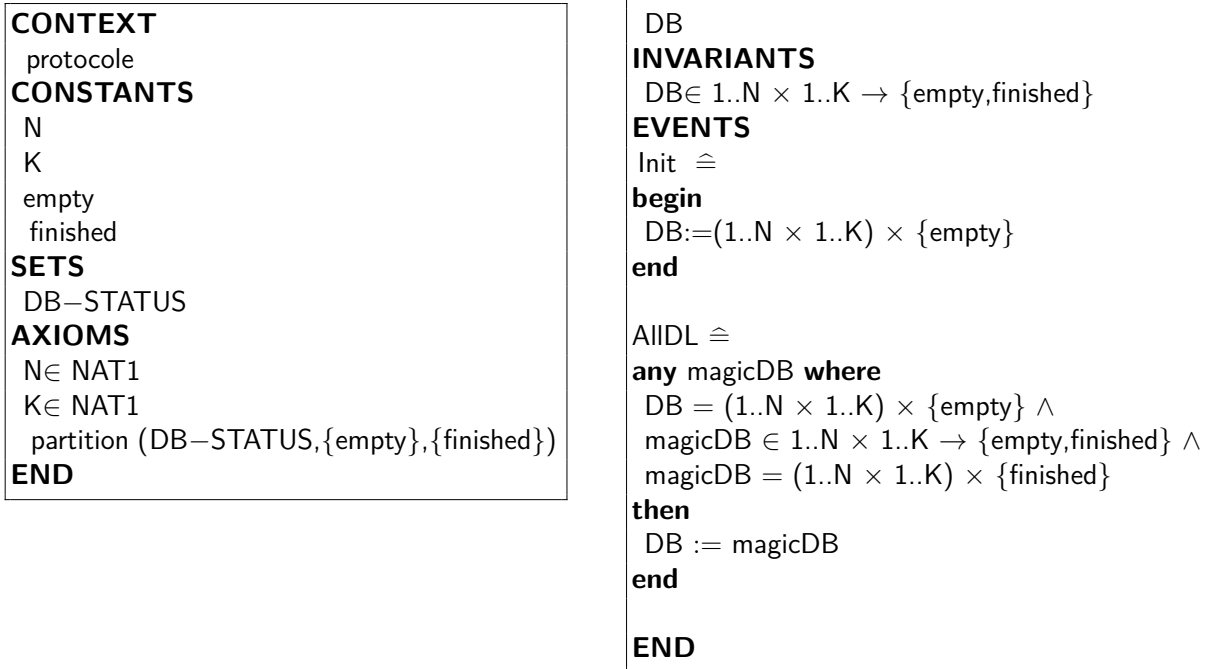 CONTEXT
protocole
CONSTANTS
N
K
empty
finished
SETS
DB−STATUS
AXIOMS
N∈ NAT1
K∈ NAT1
partition (DB−STATUS,{empty},{finished})
END
DB
INVARIANTS
DB∈ 1..N × 1..K → {empty,finished}
EVENTS
Init ≙
begin
DB:=(1..N × 1..K) × {empty}
end
AllDL ≙
any magicDB where
DB = (1..N × 1..K) × {empty} ∧
magicDB ∈ 1..N × 1..K → {empty,finished} ∧
magicDB = (1..N × 1..K) × {finished}
then
DB := magicDB
end
END